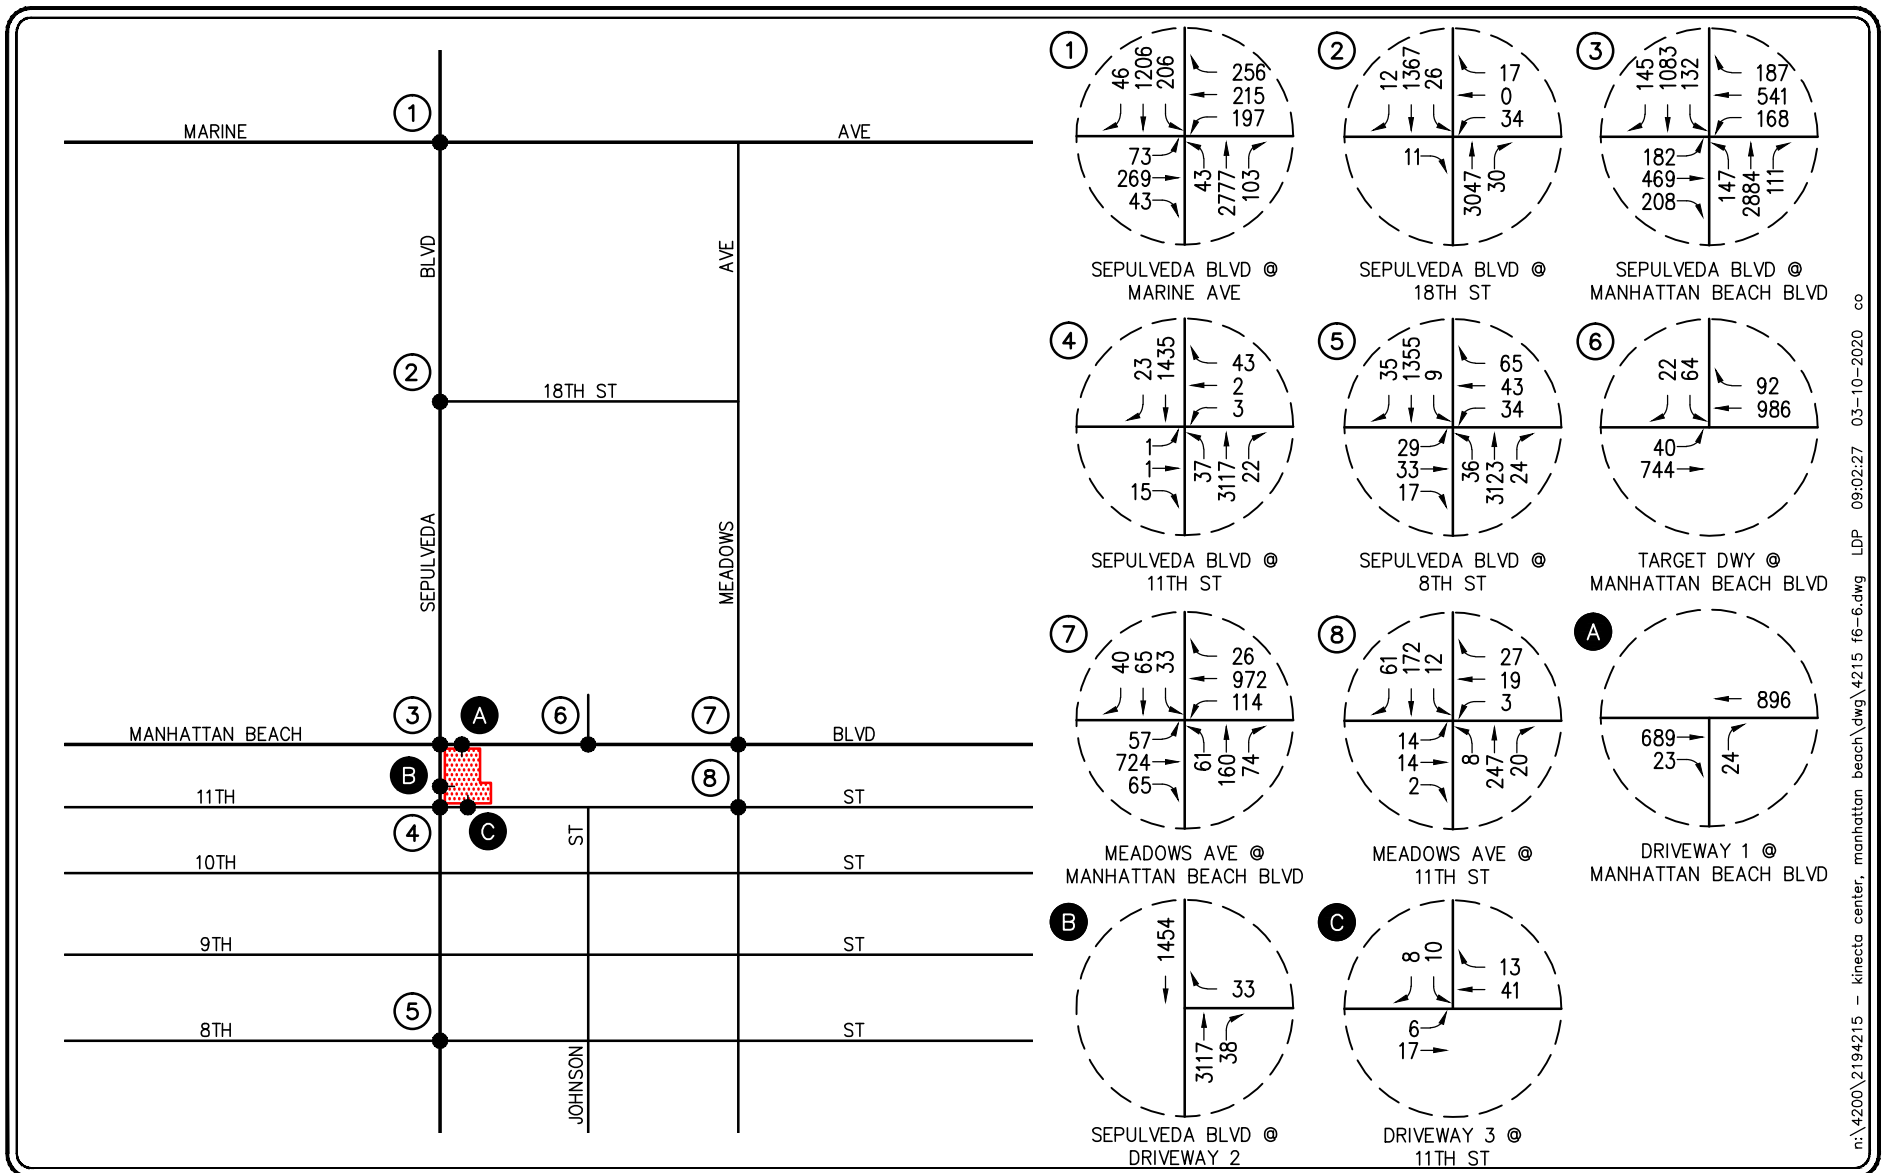 1
MARINE
AVE
BLVD
AVE
2
18TH ST
SEPULVEDA
MEADOWS
3
A
6
7
MANHATTAN BEACH
BLVD
B
8
11TH
ST
4
C
ST
10TH
ST
9TH
ST
5
8TH
ST
JOHNSON
1
46
1206
206
256
215
197
73
269
43
43
2777
103
SEPULVEDA BLVD @
MARINE AVE
2
12
1367
26
17
0
34
11
3047
30
SEPULVEDA BLVD @
18TH ST
3
145
1083
132
187
541
168
182
469
208
147
2884
111
SEPULVEDA BLVD @
MANHATTAN BEACH BLVD
4
23
1435
43
2
3
1
1
15
37
3117
22
SEPULVEDA BLVD @
11TH ST
5
35
1355
9
65
43
34
29
33
17
36
3123
24
SEPULVEDA BLVD @
8TH ST
6
22
64
92
986
40
744
TARGET DWY @
MANHATTAN BEACH BLVD
7
40
65
33
26
972
114
57
724
65
61
160
74
MEADOWS AVE @
MANHATTAN BEACH BLVD
8
61
172
12
27
19
3
14
14
2
8
247
20
MEADOWS AVE @
11TH ST
A
896
689
23
24
DRIVEWAY 1 @
MANHATTAN BEACH BLVD
B
1454
33
3117
38
SEPULVEDA BLVD @
DRIVEWAY 2
C
8
10
13
41
6
17
DRIVEWAY 3 @
11TH ST
n:\4200\2194215 - kinecta center, manhattan beach\dwg\4215 f6-6.dwg LDP 09:02:27 03-10-2020 co